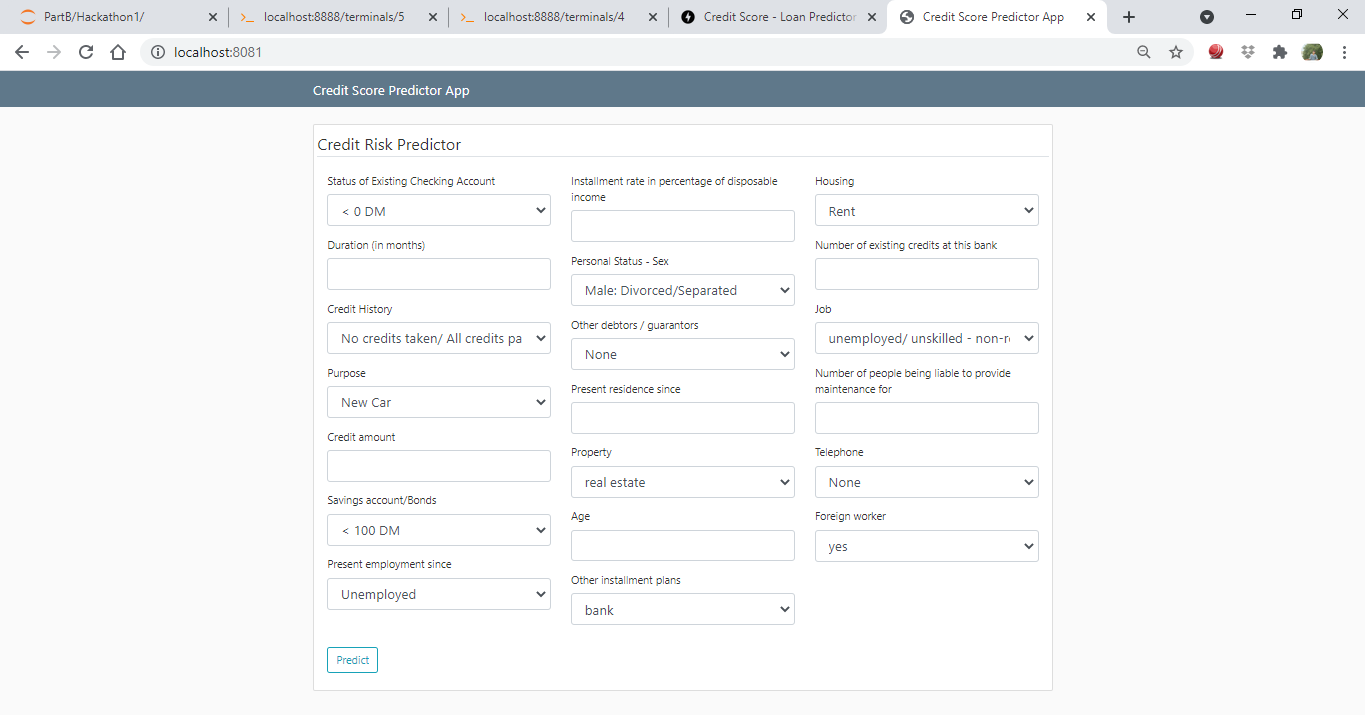 PartB/Hackathon1/
localhost:8888/terminals/5
localhost:8888/terminals/4
Credit Score - Loan Predictor
Credit Score Predictor App
localhost:8081
Credit Score Predictor App
Credit Risk Predictor
Status of Existing Checking Account
< 0 DM
Duration (in months)
Credit History
No credits taken/ All credits pa
Purpose
New Car
Credit amount
Savings account/Bonds
< 100 DM
Present employment since
Unemployed
Installment rate in percentage of disposable
income
Personal Status - Sex
Male: Divorced/Separated
Other debtors / guarantors
None
Present residence since
Property
real estate
Age
Other installment plans
bank
Housing
Rent
Number of existing credits at this bank
Job
unemployed/ unskilled - non-r
Number of people being liable to provide
maintenance for
Telephone
None
Foreign worker
yes
Predict